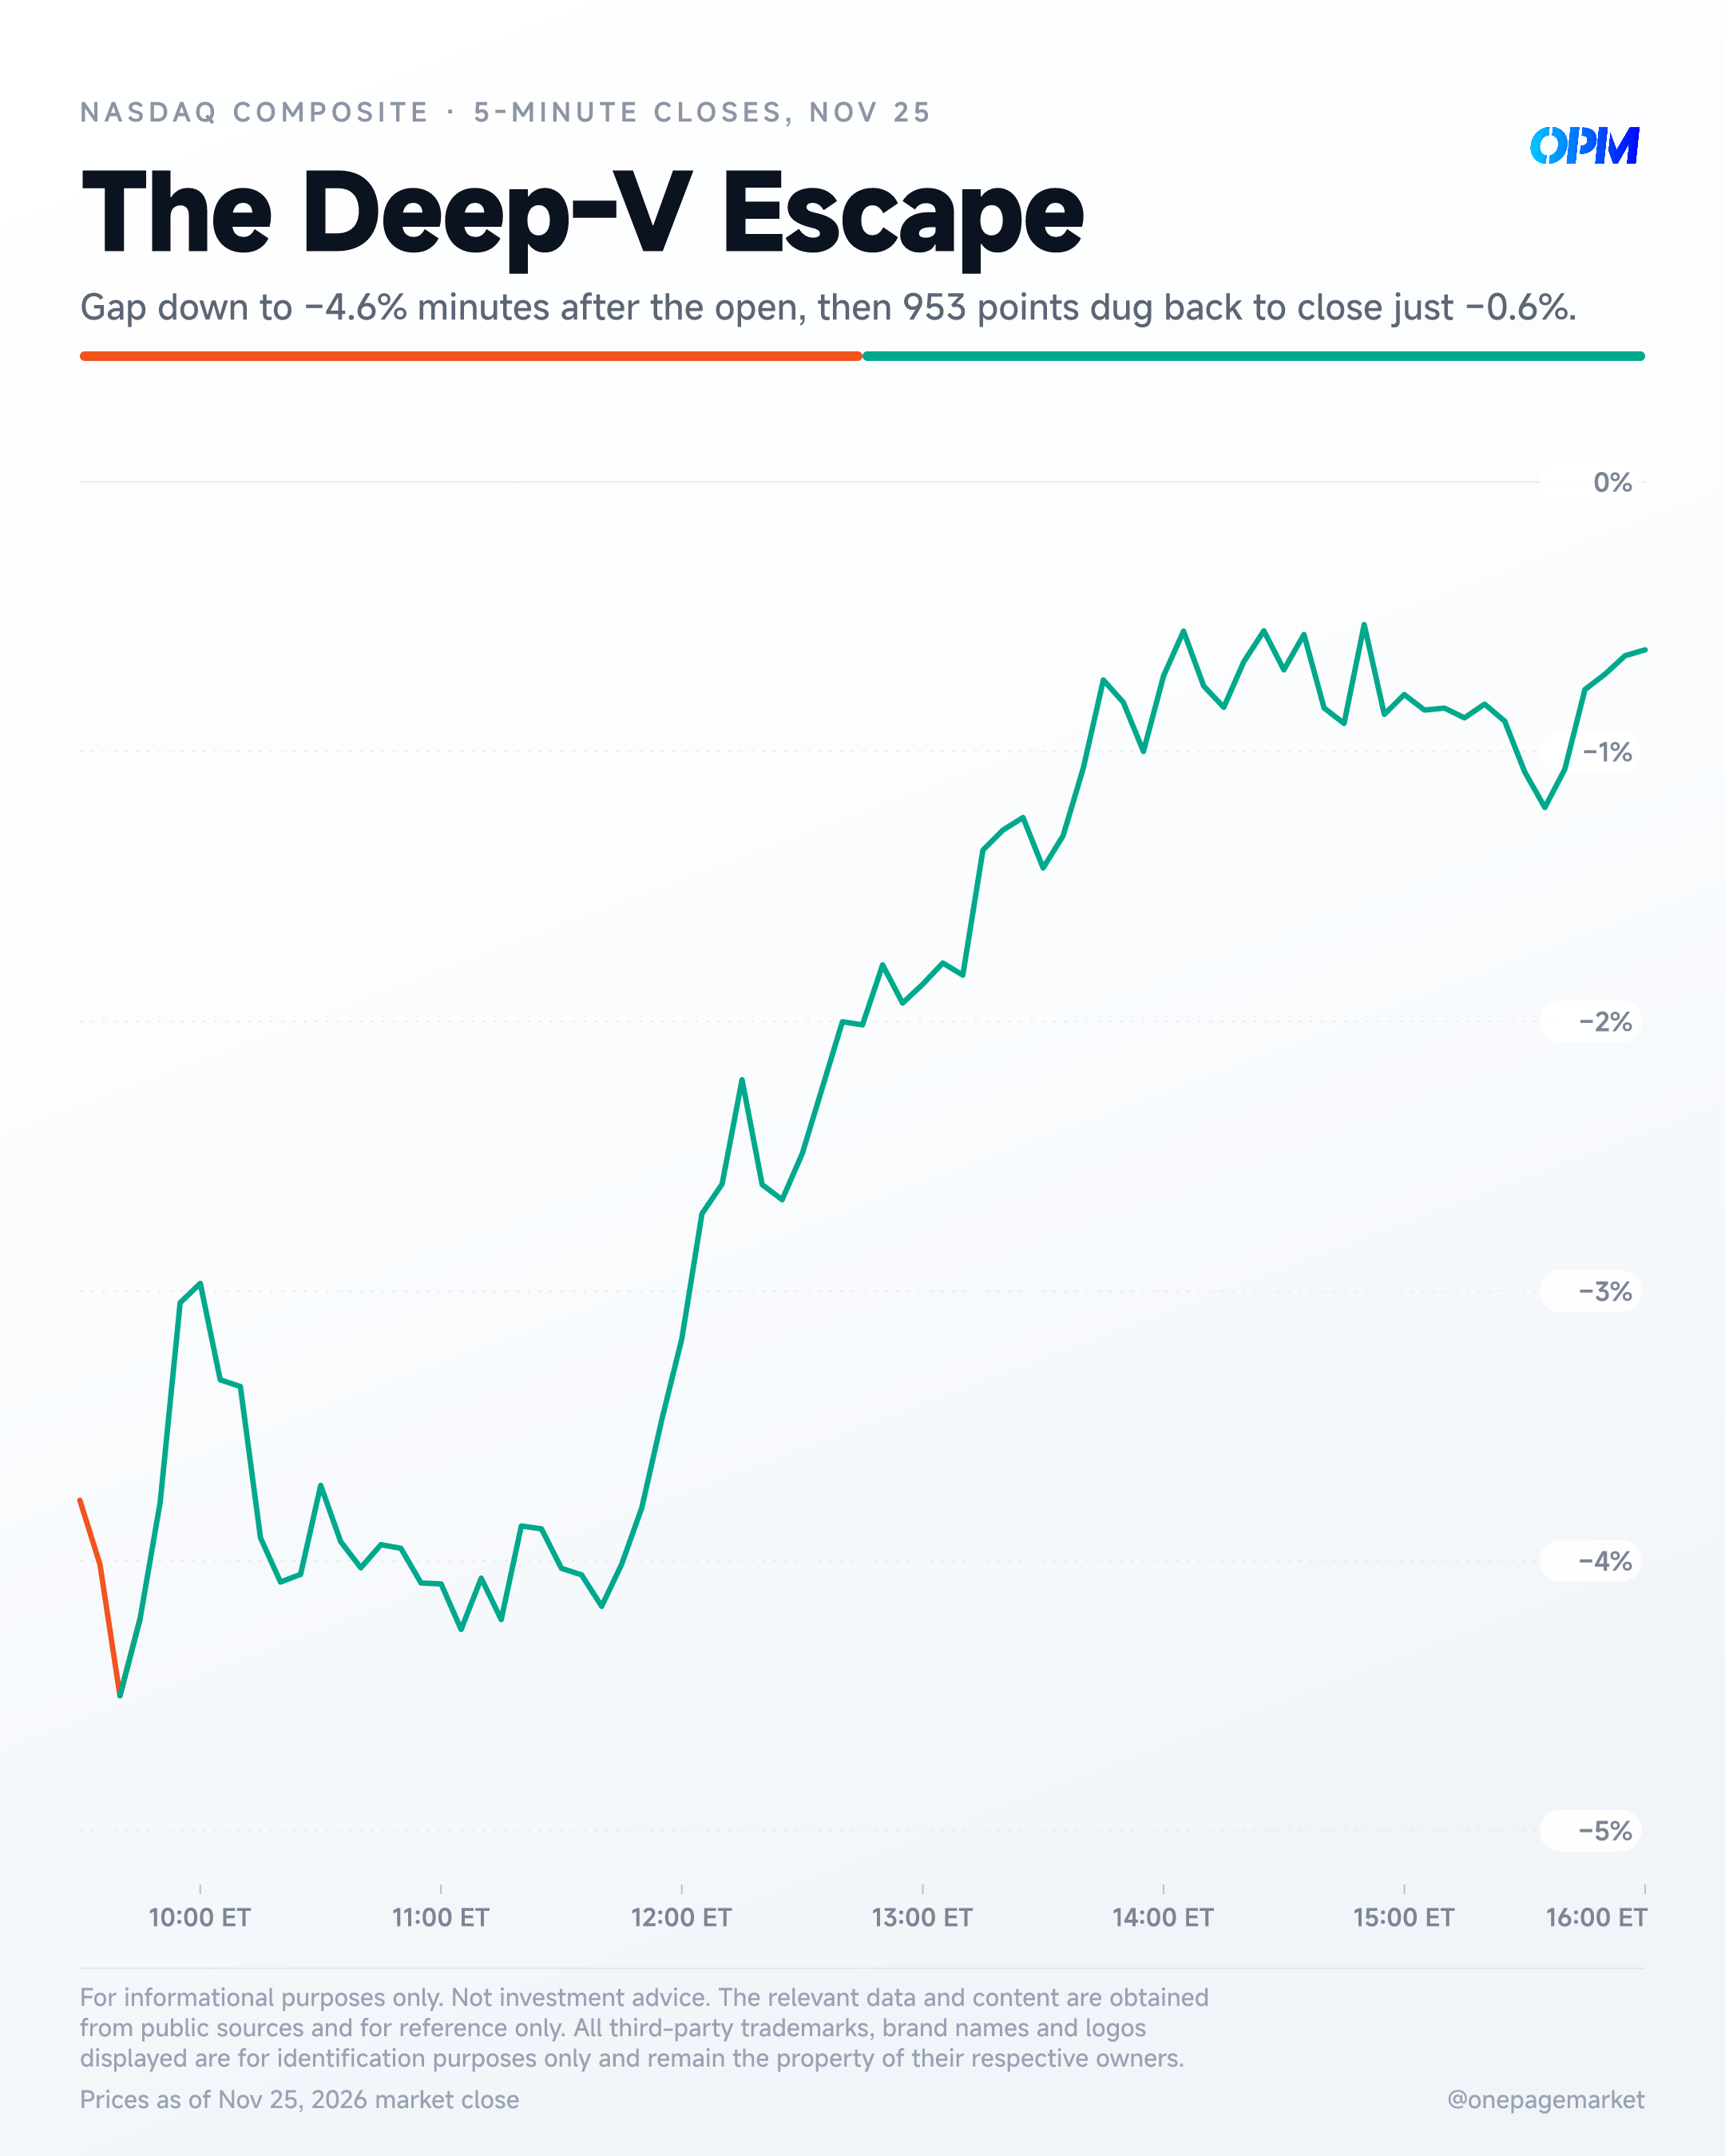 NASDAQ COMPOSITE · 5-MINUTE CLOSES, NOV 25
OPM
The Deep-V Escape
Gap down to −4.6% minutes after the open, then 953 points dug back to close just −0.6%.
0%
−1%
−2%
−3%
−4%
−5%
10:00 ET 11:00 ET 12:00 ET 13:00 ET 14:00 ET 15:00 ET 16:00 ET
For informational purposes only. Not investment advice. The relevant data and content are obtained
from public sources and for reference only. All third-party trademarks, brand names and logos
displayed are for identification purposes only and remain the property of their respective owners.
Prices as of Nov 25, 2026 market close
@onepagemarket